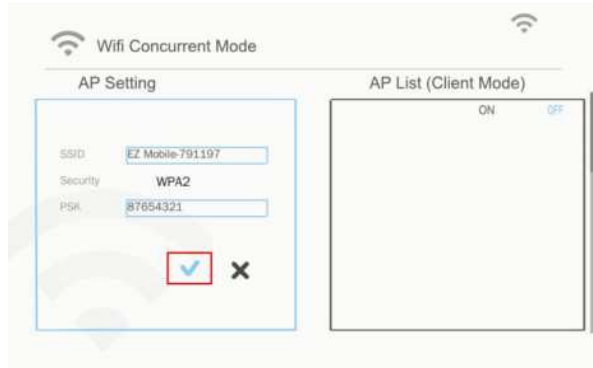 Wifi Concurrent Mode
AP Setting
AP List (Client Mode)
ON OFF
SSID EZ Mobile-791197
Security WPA2
PSK 87654321